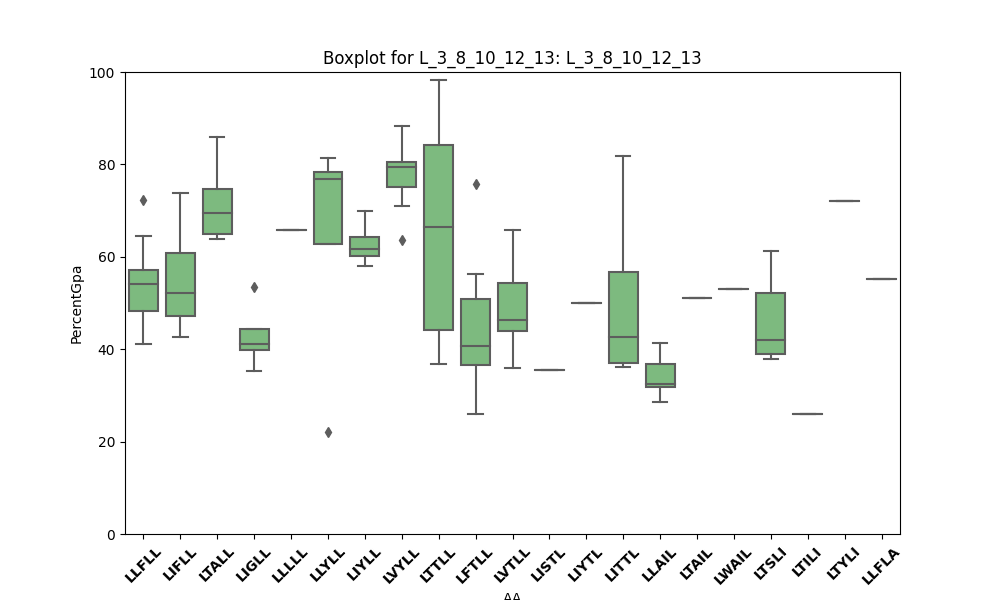 Boxplot for L_3_8_10_12_13: L_3_8_10_12_13
100
80
60
40
20
0
PercentGpa
LLFLL LIFLL LTALL LIGLL LLLLL LLYLL LIYLL LVYLL LTTLL LFTLL LVTLL LISTL LIYTL LITTL LLAIL LTAIL LWAIL LTSLI LTILI LTYLI LLFLA
AA